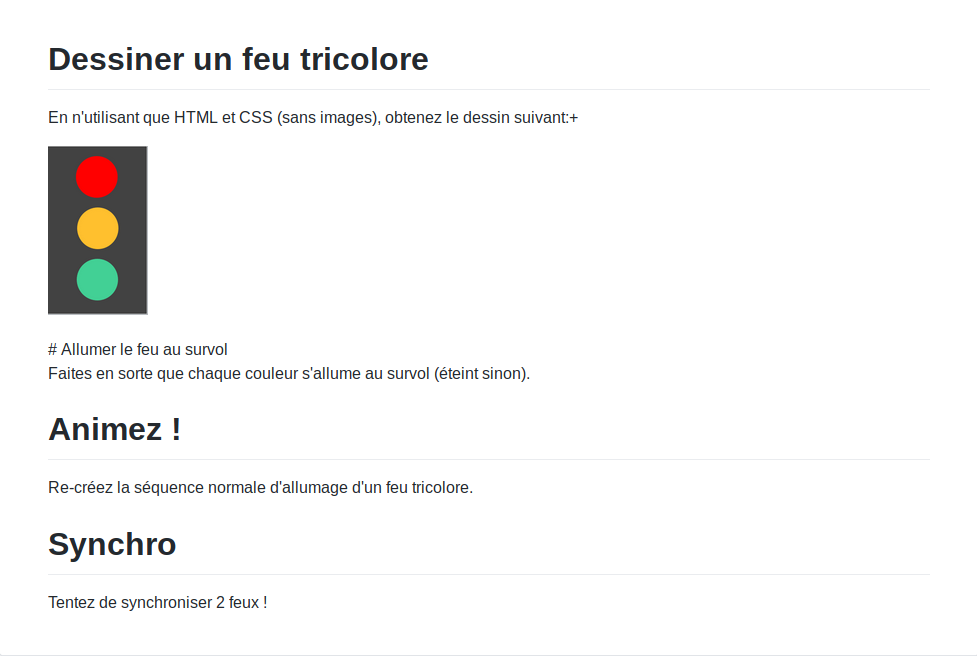 Dessiner un feu tricolore
En n'utilisant que HTML et CSS (sans images), obtenez le dessin suivant:+
# Allumer le feu au survol
Faites en sorte que chaque couleur s'allume au survol (éteint sinon).
Animez !
Re-créez la séquence normale d'allumage d'un feu tricolore.
Synchro
Tentez de synchroniser 2 feux !